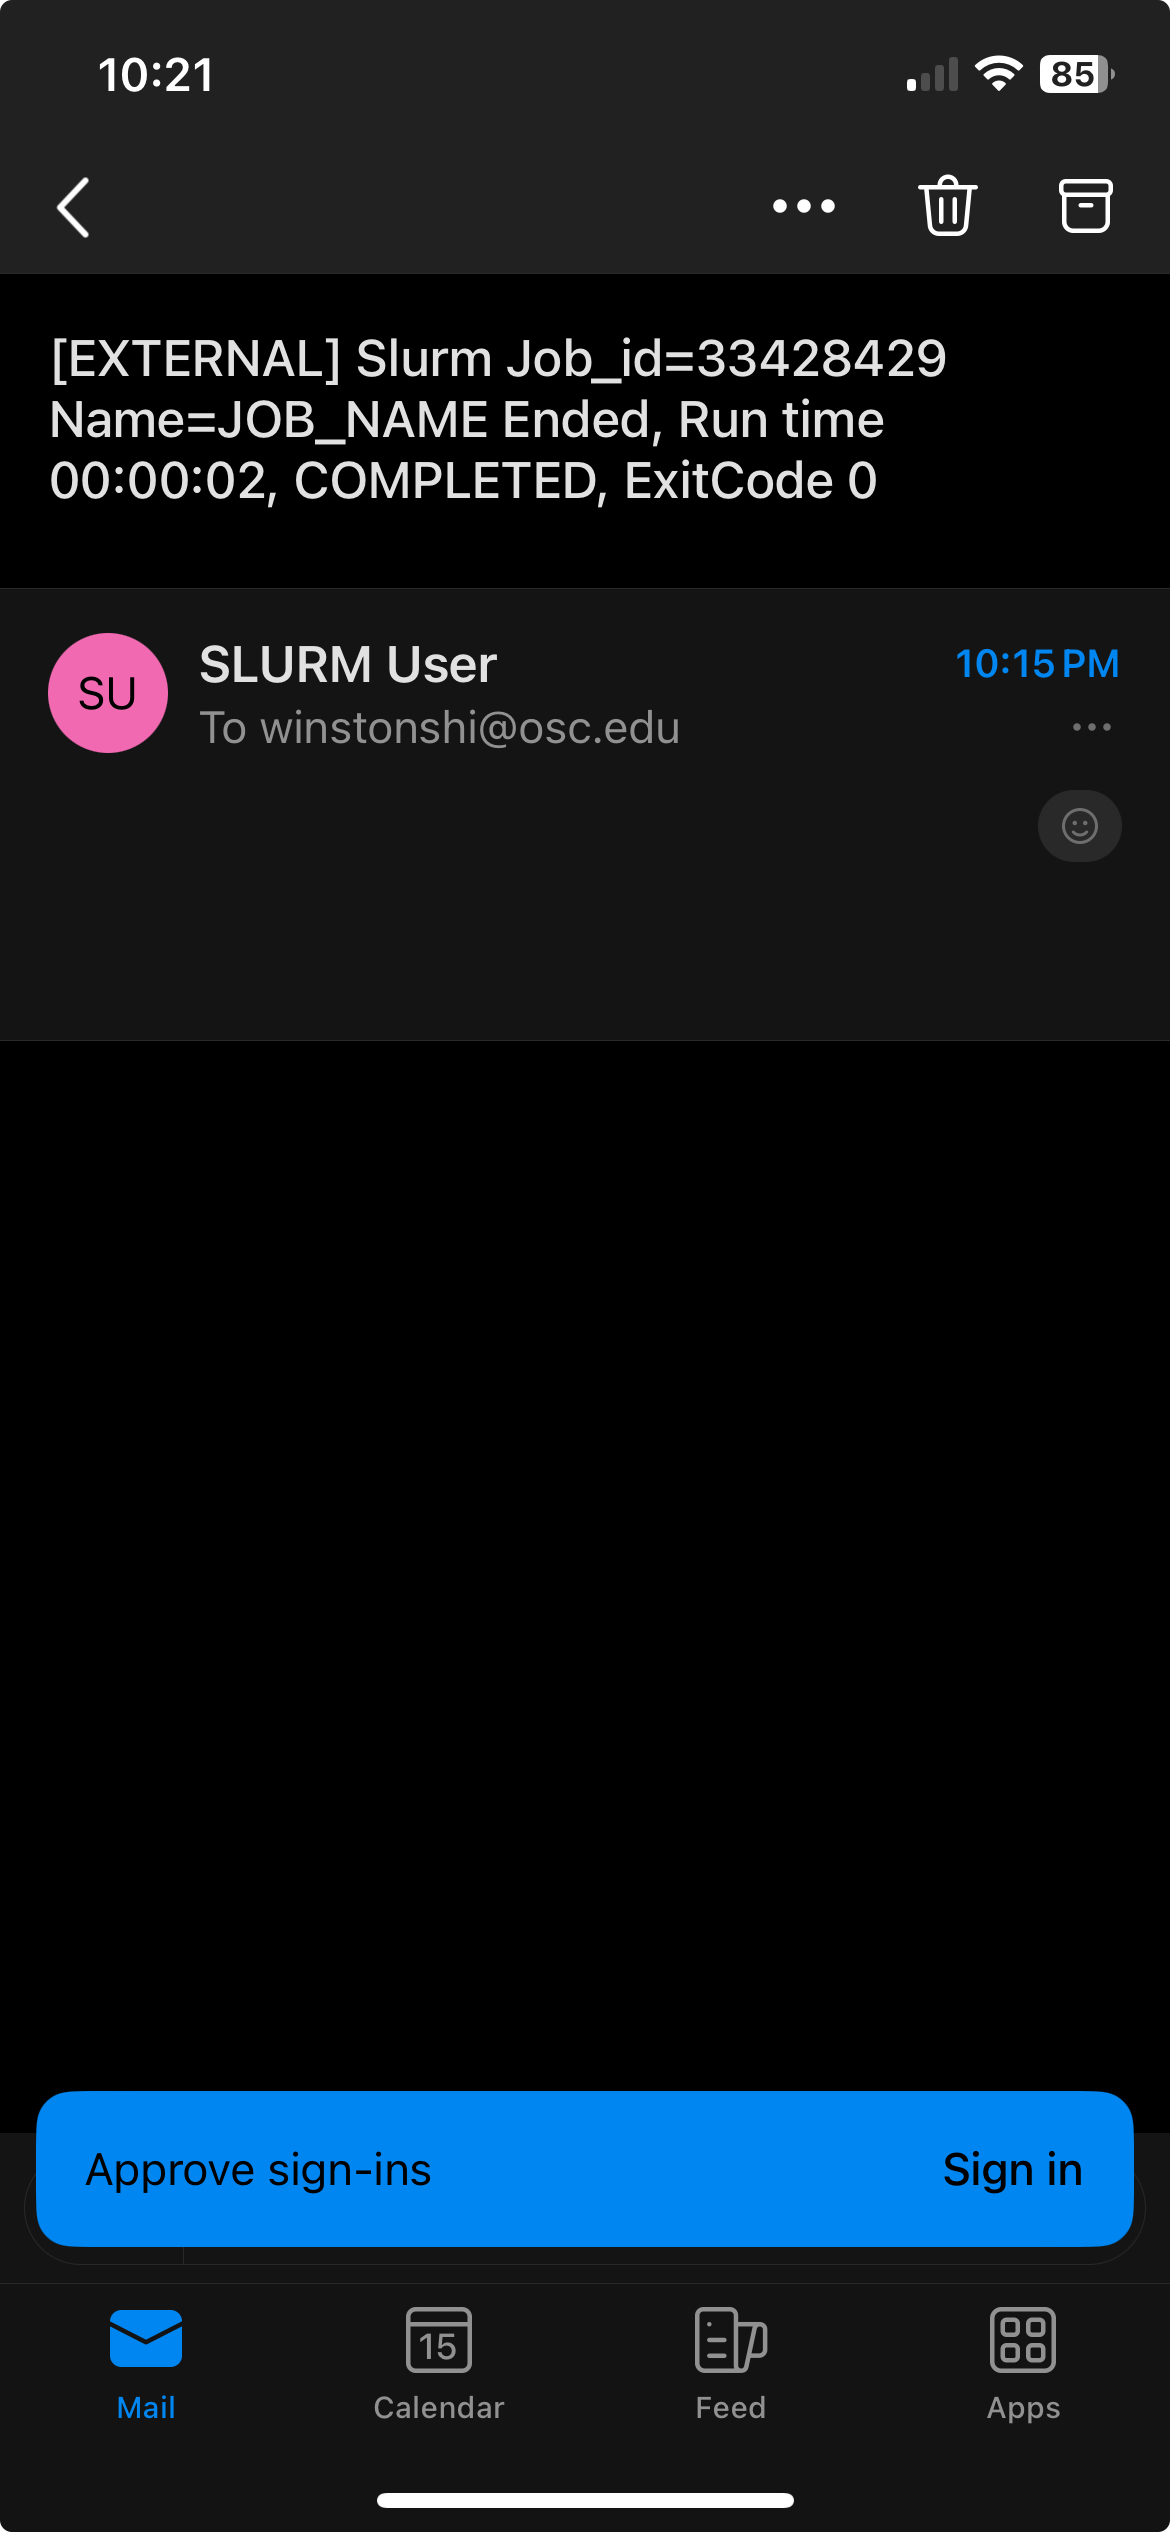 10:21
85
[EXTERNAL] Slurm Job_id=33428429
Name=JOB_NAME Ended, Run time
00:00:02, COMPLETED, ExitCode 0
SU
SLURM User
10:15 PM
To winstonshi@osc.edu
Approve sign-ins
Sign in
15
Mail
Calendar
Feed
Apps